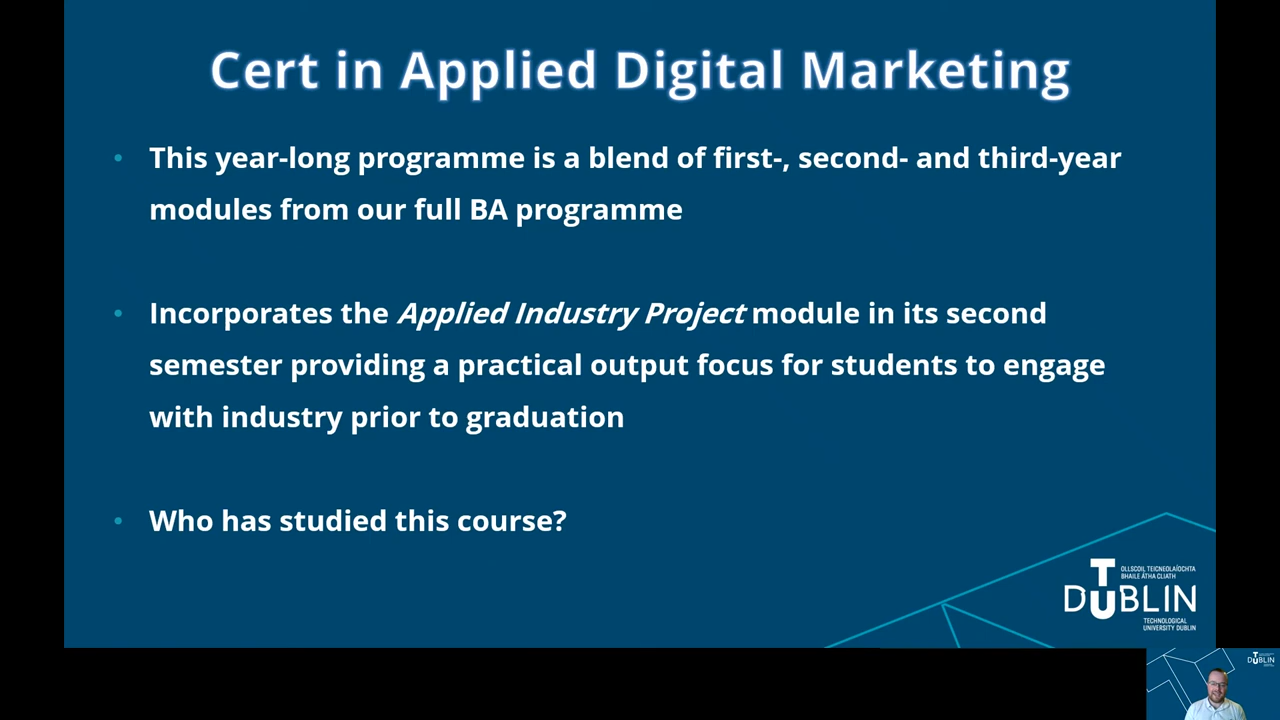 Cert in Applied Digital Marketing
• This year-long programme is a blend of first-, second- and third-year
modules from our full BA programme
• Incorporates the Applied Industry Project module in its second
semester providing a practical output focus for students to engage
with industry prior to graduation
• Who has studied this course?
OLLSCOIL TEICNEOLAÍOCHTA
BHAILE ÁTHA CLIATH
TU DUBLIN
TECHNOLOGICAL
UNIVERSITY DUBLIN
TU DUBLIN